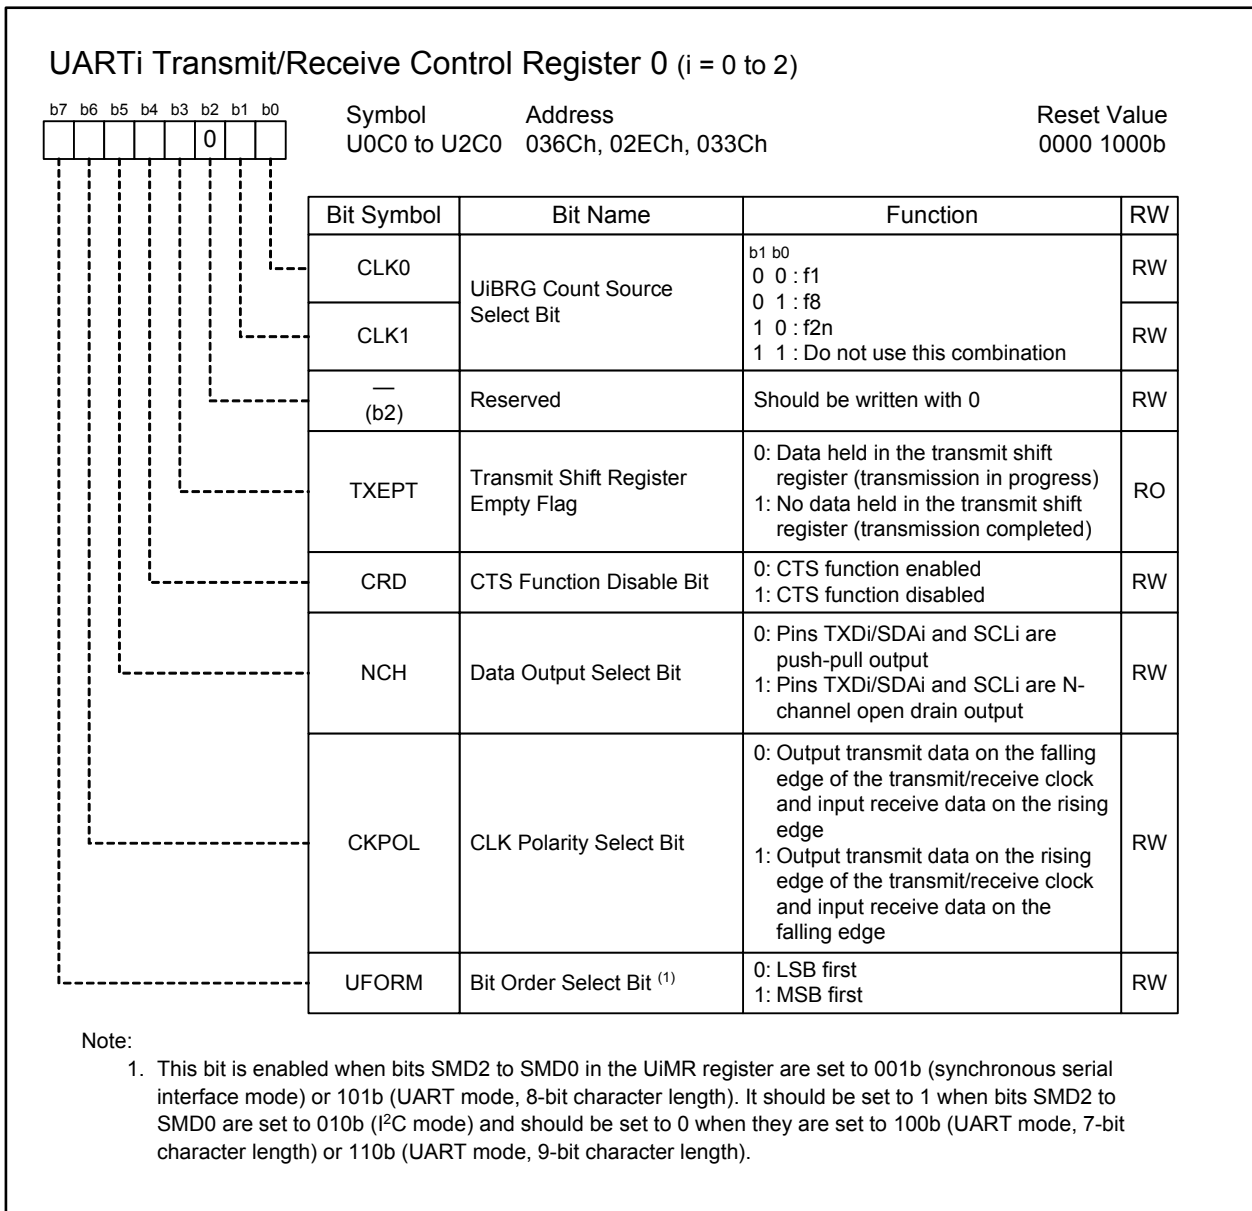 UARTi Transmit/Receive Control Register 0 (i = 0 to 2)
b7 b6 b5 b4 b3 b2 b1 b0
0
Symbol Address Reset Value
U0C0 to U2C0 036Ch, 02ECh, 033Ch 0000 1000b
Bit Symbol Bit Name Function RW
CLK0
CLK1
UiBRG Count Source
Select Bit
b1 b0
0 0 : f1
0 1 : f8
1 0 : f2n
1 1 : Do not use this combination
RW
RW
—
(b2)
Reserved
Should be written with 0
RW
TXEPT
Transmit Shift Register
Empty Flag
0: Data held in the transmit shift
register (transmission in progress)
1: No data held in the transmit shift
register (transmission completed)
RO
CRD
CTS Function Disable Bit
0: CTS function enabled
1: CTS function disabled
RW
NCH
Data Output Select Bit
0: Pins TXDi/SDAi and SCLi are
push-pull output
1: Pins TXDi/SDAi and SCLi are N-
channel open drain output
RW
CKPOL
CLK Polarity Select Bit
0: Output transmit data on the falling
edge of the transmit/receive clock
and input receive data on the rising
edge
1: Output transmit data on the rising
edge of the transmit/receive clock
and input receive data on the
falling edge
RW
UFORM
Bit Order Select Bit (1)
0: LSB first
1: MSB first
RW
Note:
1. This bit is enabled when bits SMD2 to SMD0 in the UiMR register are set to 001b (synchronous serial
interface mode) or 101b (UART mode, 8-bit character length). It should be set to 1 when bits SMD2 to
SMD0 are set to 010b (I²C mode) and should be set to 0 when they are set to 100b (UART mode, 7-bit
character length) or 110b (UART mode, 9-bit character length).